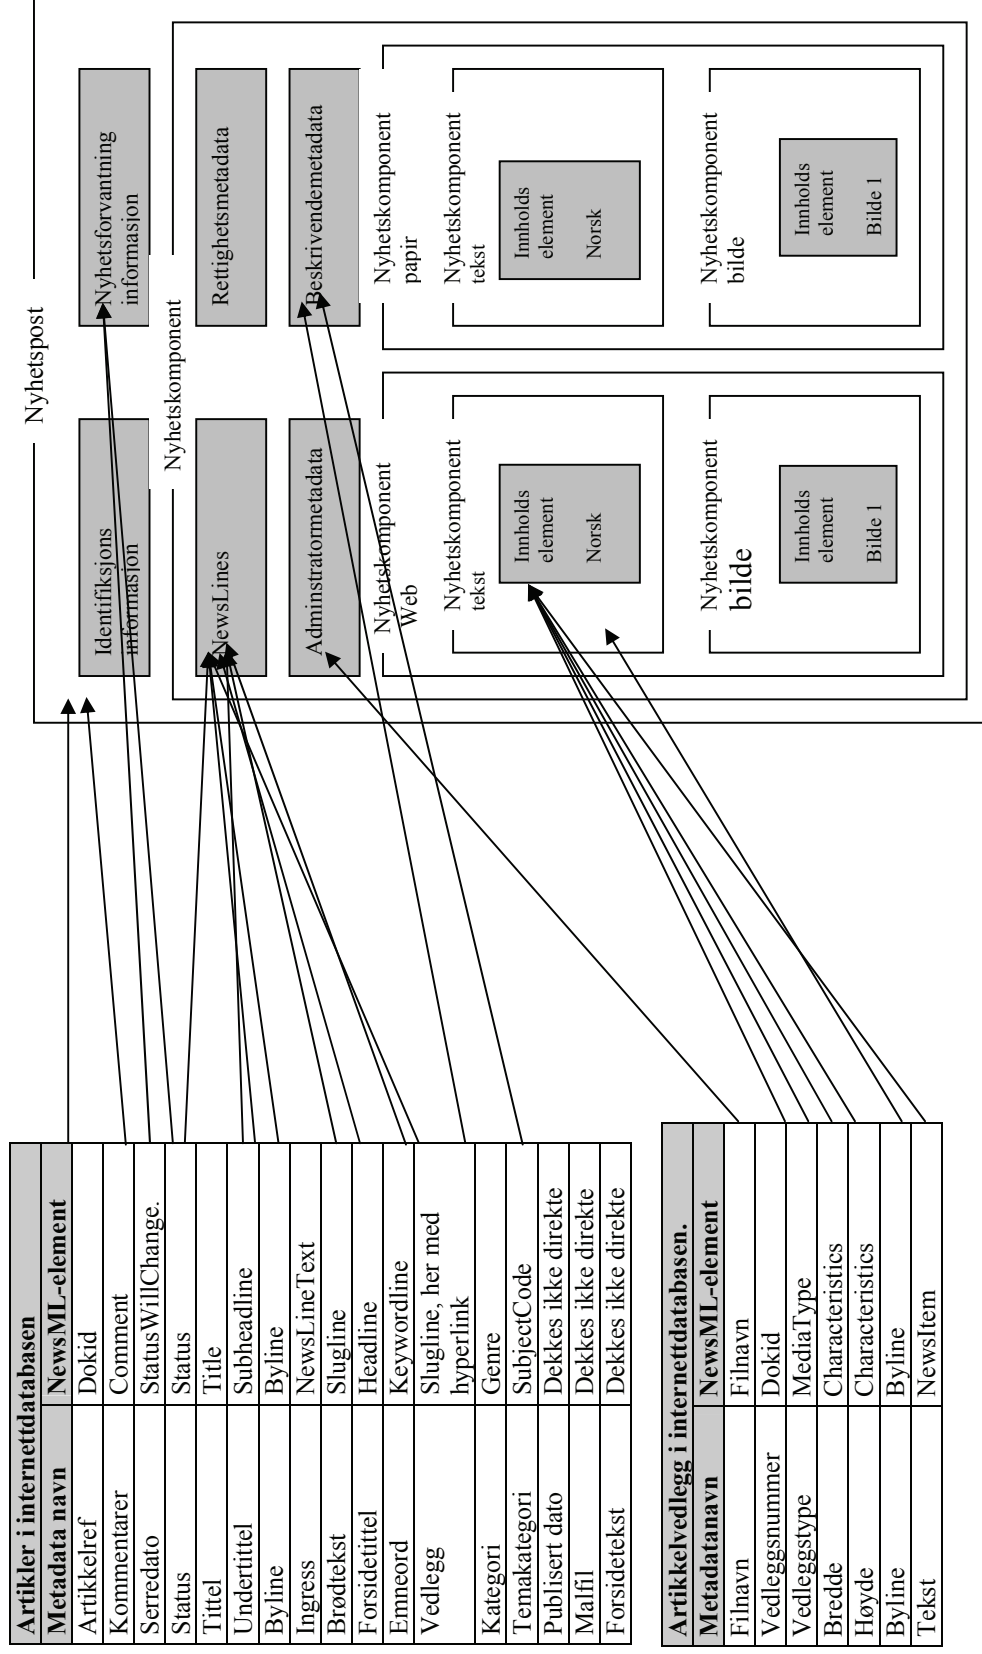 Artikler i internettdatabasen
Metadata navn NewsML-element
Artikkelref Dokid
Kommentarer Comment
Serredato StatusWillChange.
Status Status
Tittel Title
Undertittel Subheadline
Byline Byline
Ingress NewsLineText
Brødtekst Slugline
Forsidetittel Headline
Emneord Keywordline
Vedlegg Slugline, her med
hyperlink
Kategori Genre
Temakategori SubjectCode
Publisert dato Dekkes ikke direkte
Malfil Dekkes ikke direkte
Forsidetekst Dekkes ikke direkte
Artikkelvedlegg i internettdatabasen.
Metadatanavn NewsML-element
Filnavn Filnavn
Vedleggsnummer Dokid
Vedleggstype MediaType
Bredde Characteristics
Høyde Characteristics
Byline Byline
Tekst NewsItem
Nyhetspost
Identifiksjons
informasjon
Nyhetsforvantning
informasjon
Nyhetskomponent
NewsLines
Rettighetsmetadata
Adminstratormetadata
Beskrivendemetadata
Nyhetskomponent
Web
Nyhetskomponent
tekst
Innholds
element
Norsk
Nyhetskomponent
bilde
Innholds
element
Bilde 1
Nyhetskomponent
papir
Nyhetskomponent
tekst
Innholds
element
Norsk
Nyhetskomponent
bilde
Innholds
element
Bilde 1